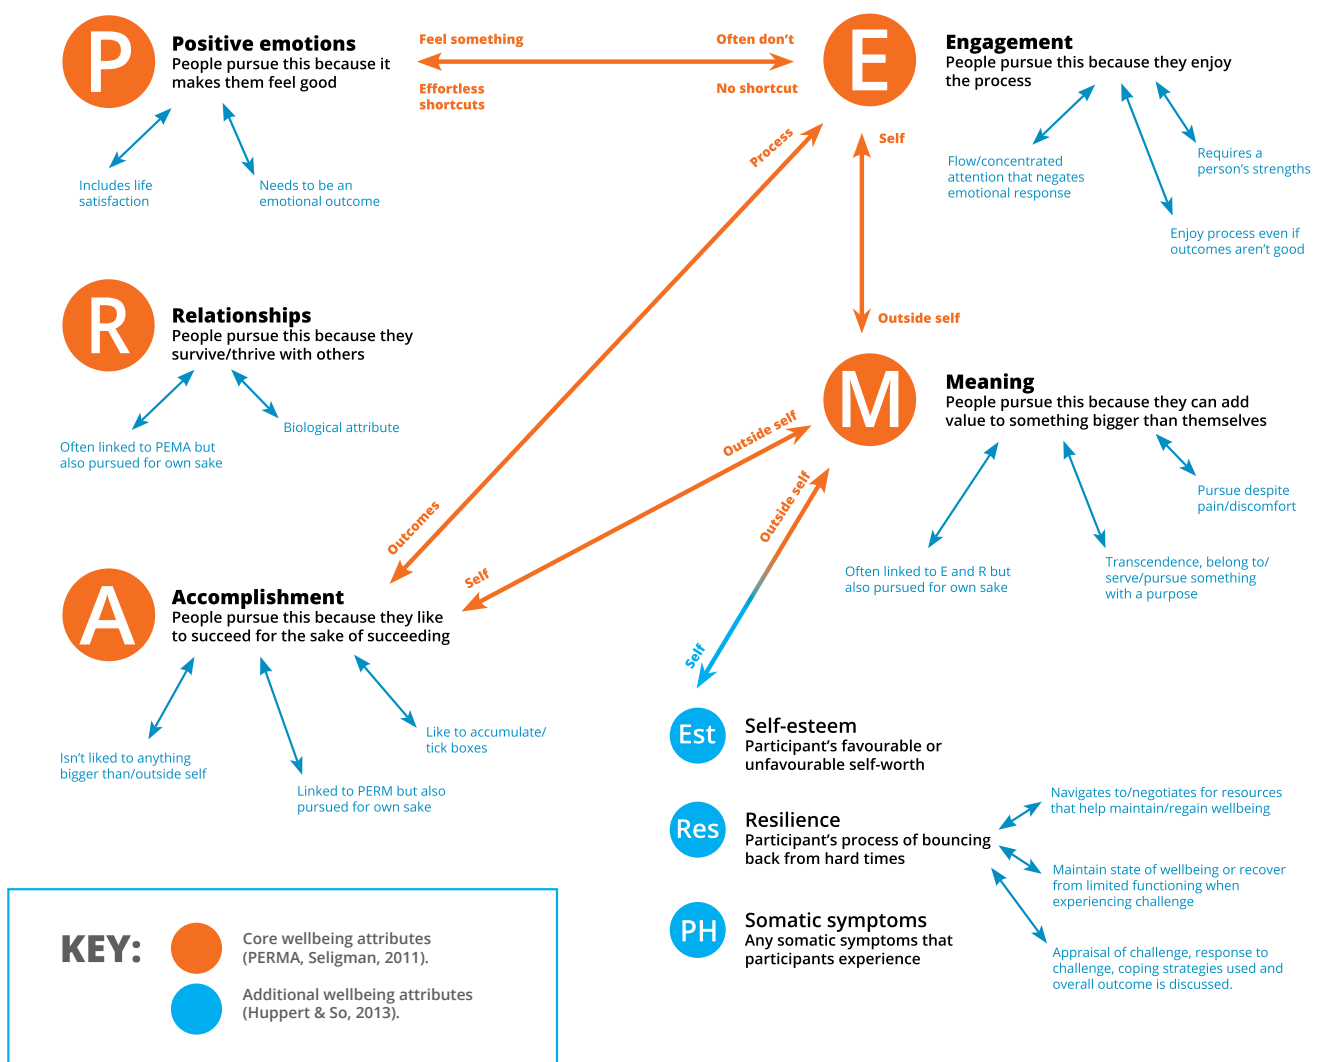 P
Positive emotions
People pursue this because it
makes them feel good
Includes life
satisfaction
Needs to be an
emotional outcome
Feel something
Often don't
Effortless
shortcuts
No shortcut
E
Engagement
People pursue this because they enjoy
the process
Flow/concentrated
attention that negates
emotional response
Requires a
person's strengths
Enjoy process even if
outcomes aren't good
Process
Outcomes
Self
Outside self
R
Relationships
People pursue this because they
survive/thrive with others
Often linked to PEMA but
also pursued for own sake
Biological attribute
M
Meaning
People pursue this because they can add
value to something bigger than themselves
Often linked to E and R but
also pursued for own sake
Transcendence, belong to/
serve/pursue something
with a purpose
Pursue despite
pain/discomfort
Outside self
Self
Outside self
Self
A
Accomplishment
People pursue this because they like
to succeed for the sake of succeeding
Isn't liked to anything
bigger than/outside self
Linked to PERM but also
pursued for own sake
Like to accumulate/
tick boxes
Est
Self-esteem
Participant's favourable or
unfavourable self-worth
Res
Resilience
Participant's process of bouncing
back from hard times
Navigates to/negotiates for resources
that help maintain/regain wellbeing
Maintain state of wellbeing or recover
from limited functioning when
experiencing challenge
Appraisal of challenge, response to
challenge, coping strategies used and
overall outcome is discussed.
PH
Somatic symptoms
Any somatic symptoms that
participants experience
KEY:
Core wellbeing attributes
(PERMA, Seligman, 2011).
Additional wellbeing attributes
(Huppert & So, 2013).